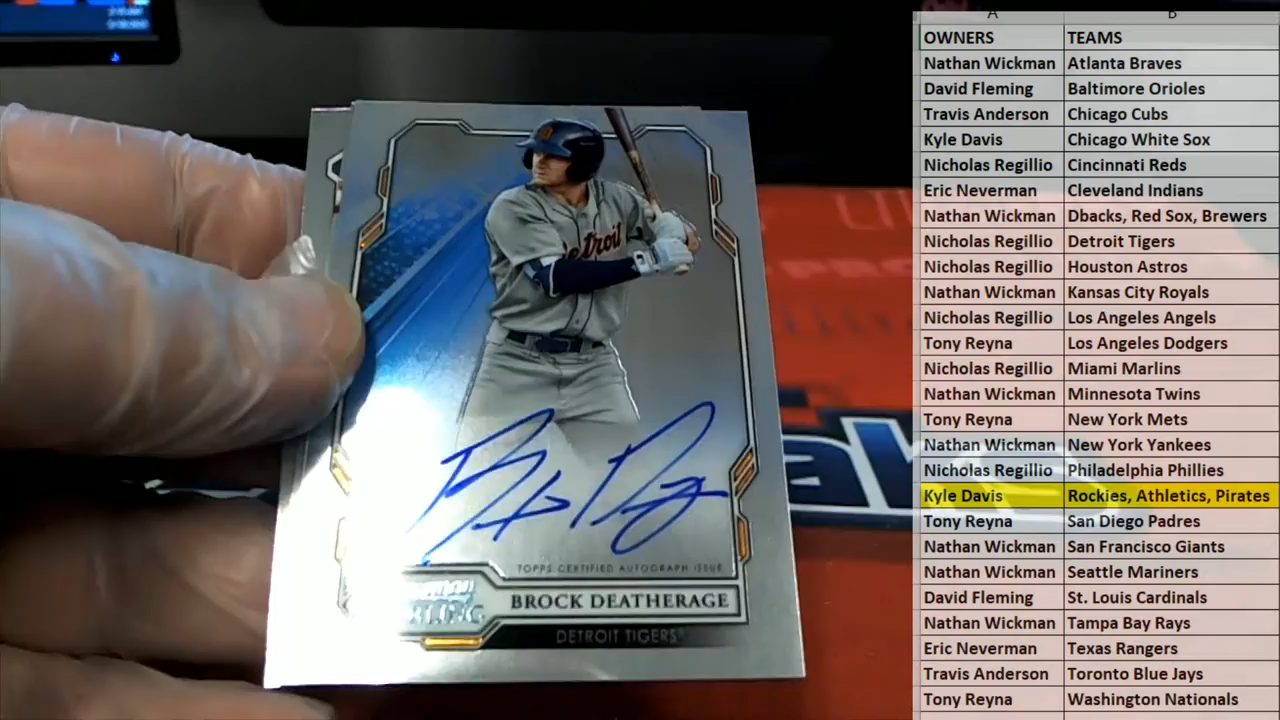 Detroit
TOPPS CERTIFIED AUTOGRAPH ISSUE
BROCK DEATHERAGE
DETROIT TIGERS
A B
OWNERS TEAMS
Nathan Wickman Atlanta Braves
David Fleming Baltimore Orioles
Travis Anderson Chicago Cubs
Kyle Davis Chicago White Sox
Nicholas Regillio Cincinnati Reds
Eric Neverman Cleveland Indians
Nathan Wickman Dbacks, Red Sox, Brewers
Nicholas Regillio Detroit Tigers
Nicholas Regillio Houston Astros
Nathan Wickman Kansas City Royals
Nicholas Regillio Los Angeles Angels
Tony Reyna Los Angeles Dodgers
Nicholas Regillio Miami Marlins
Nathan Wickman Minnesota Twins
Tony Reyna New York Mets
Nathan Wickman New York Yankees
Nicholas Regillio Philadelphia Phillies
Kyle Davis Rockies, Athletics, Pirates
Tony Reyna San Diego Padres
Nathan Wickman San Francisco Giants
Nathan Wickman Seattle Mariners
David Fleming St. Louis Cardinals
Nathan Wickman Tampa Bay Rays
Eric Neverman Texas Rangers
Travis Anderson Toronto Blue Jays
Tony Reyna Washington Nationals